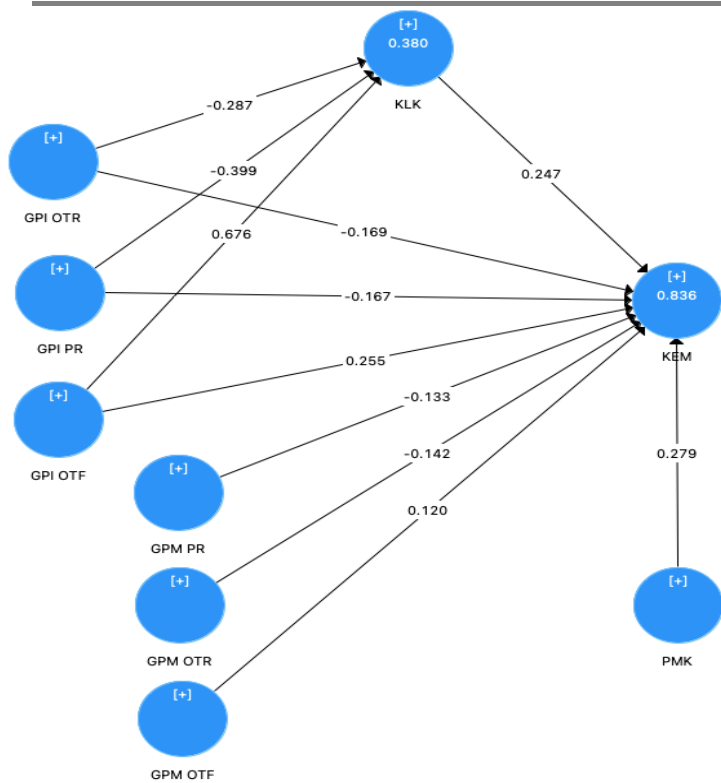 [+]
0.380
KLK
-0.287
[+]
GPI OTR
-0.399
0.247
0.676
-0.169
[+]
GPI PR
-0.167
[+]
0.836
KEM
0.255
[+]
GPI OTF
-0.133
-0.142
0.279
[+]
GPM PR
0.120
[+]
GPM OTR
[+]
PMK
[+]
GPM OTF